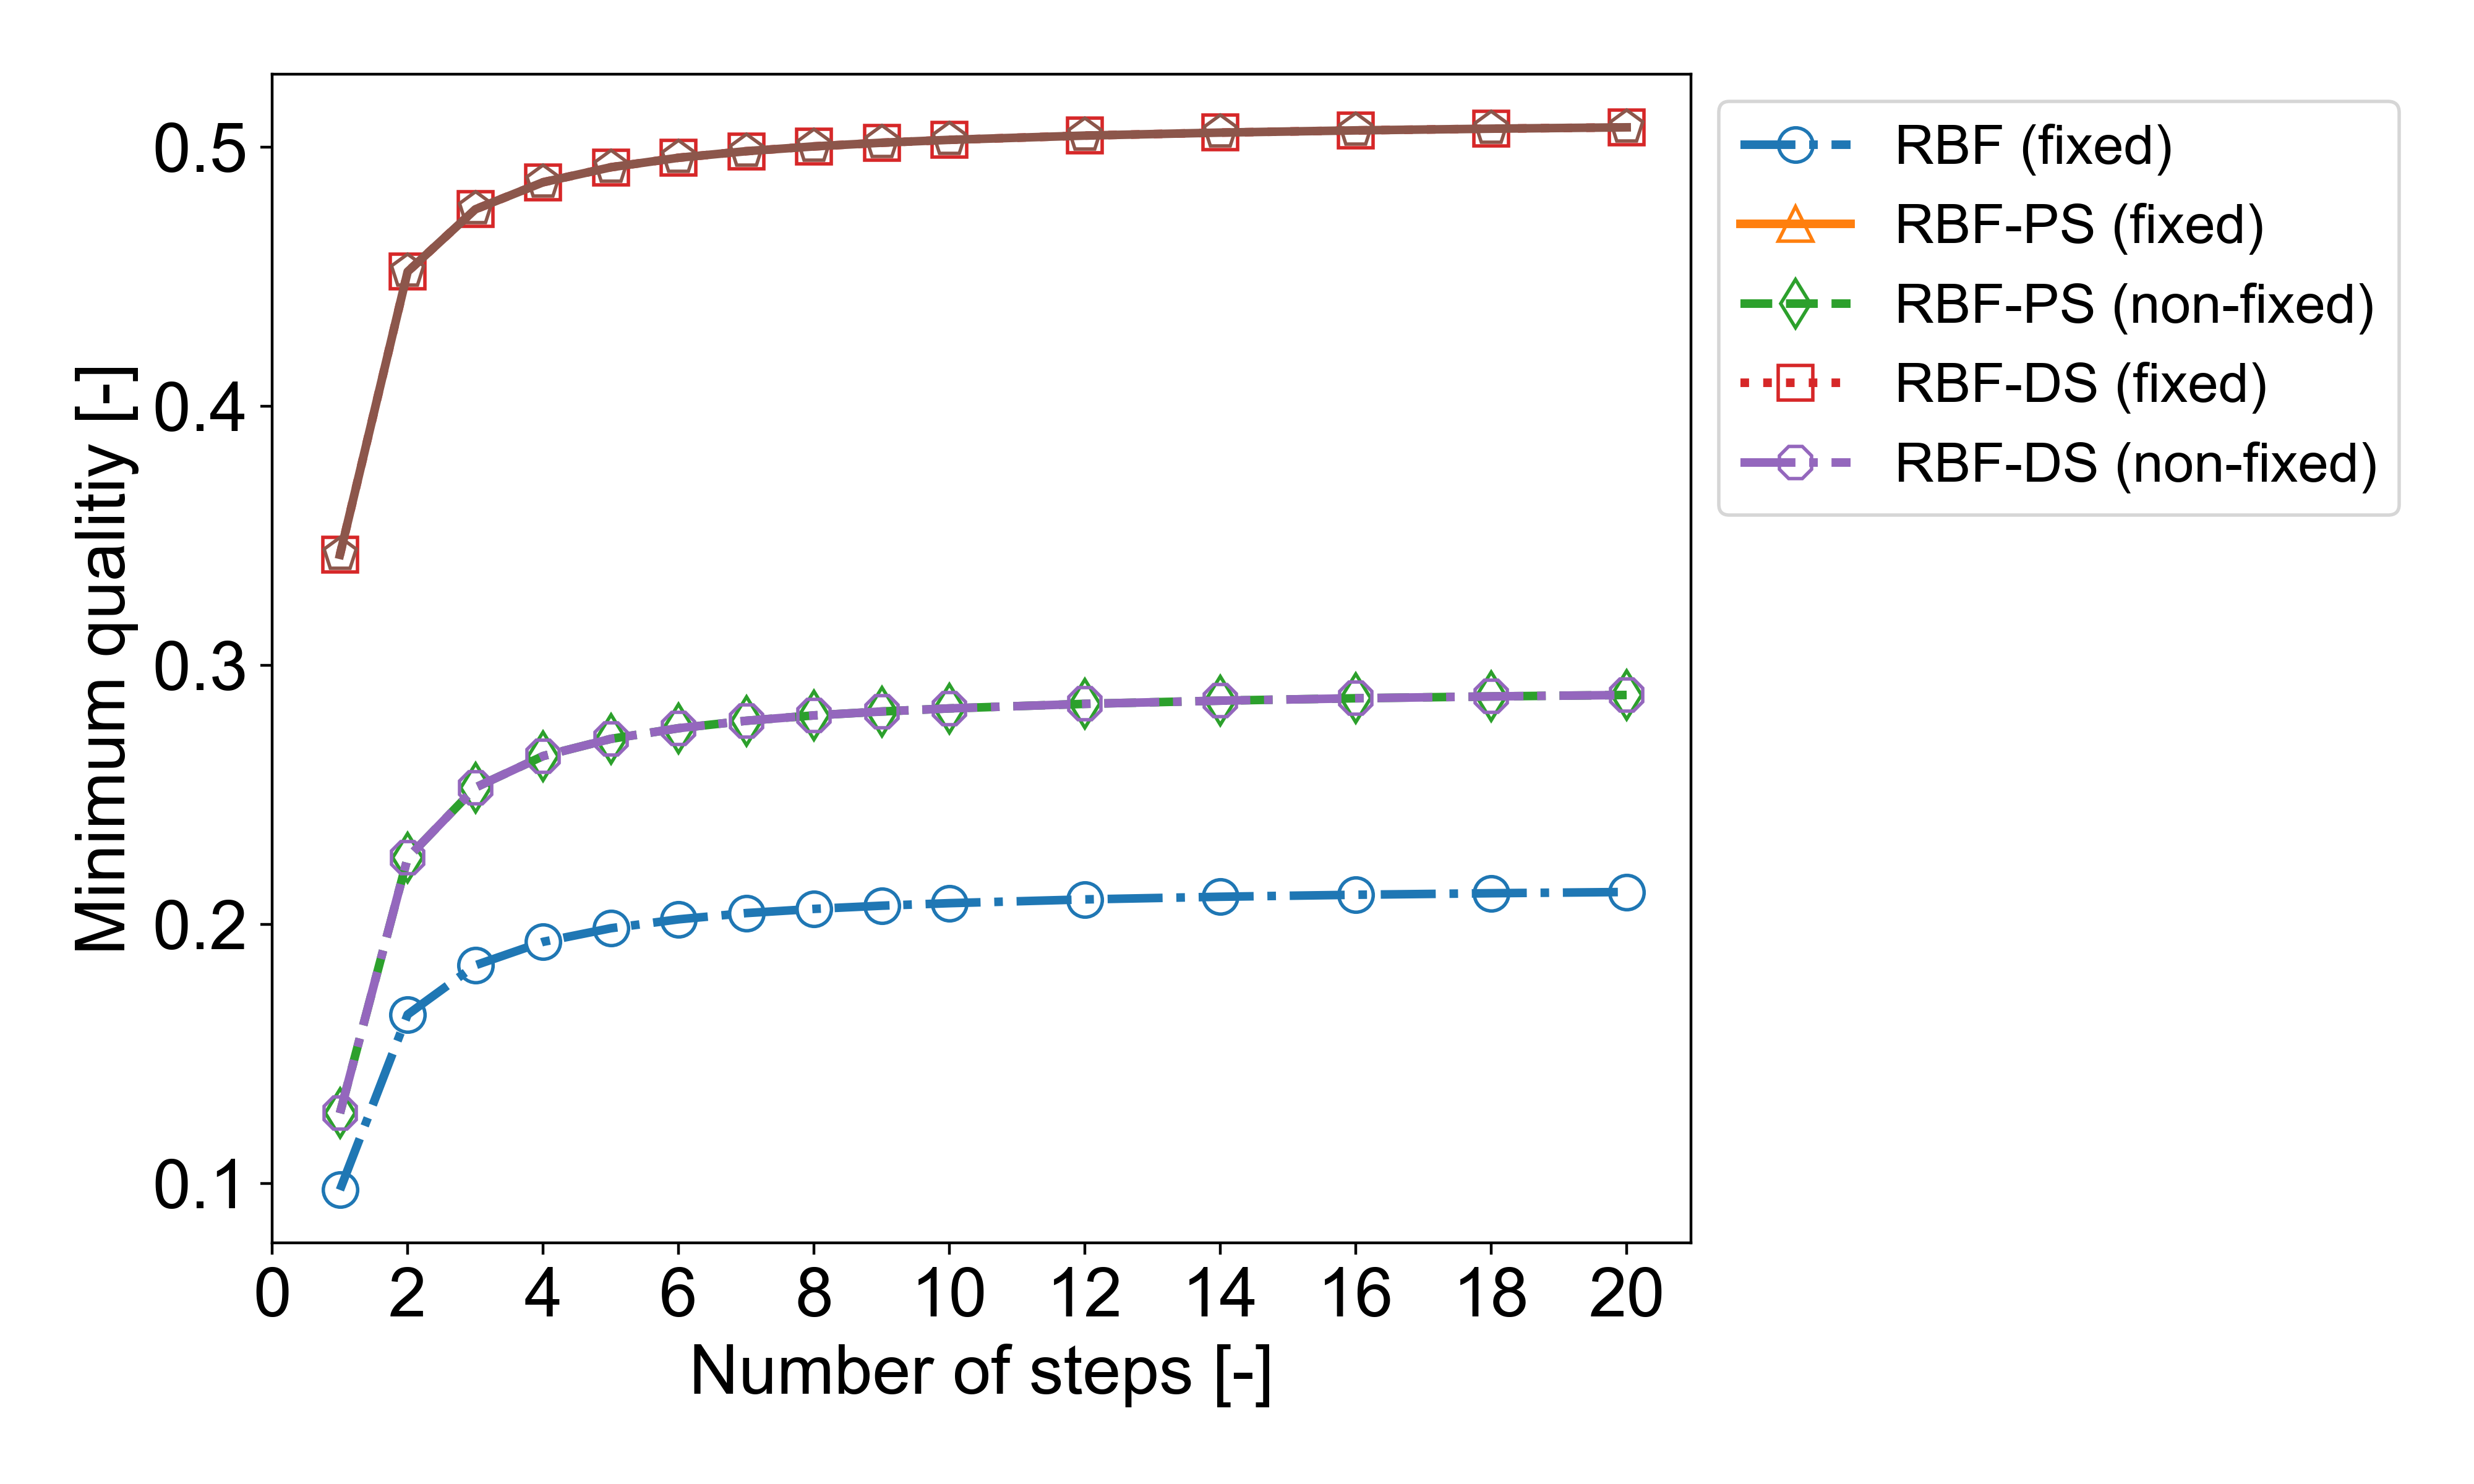 0.5
0.4
0.3
0.2
0.1
Minimum qualitiy [-]
0 2 4 6 8 10 12 14 16 18 20
Number of steps [-]
RBF (fixed)
RBF-PS (fixed)
RBF-PS (non-fixed)
RBF-DS (fixed)
RBF-DS (non-fixed)